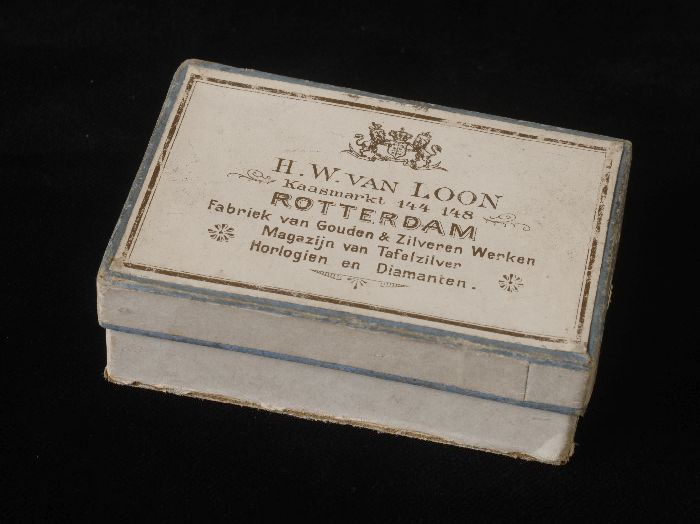 H. W. VAN LOON
Kaasmarkt 144 148
ROTTERDAM
Fabriek van Gouden & Zilveren Werken
Magazijn van Tafelzilver
Horlogien en Diamanten.